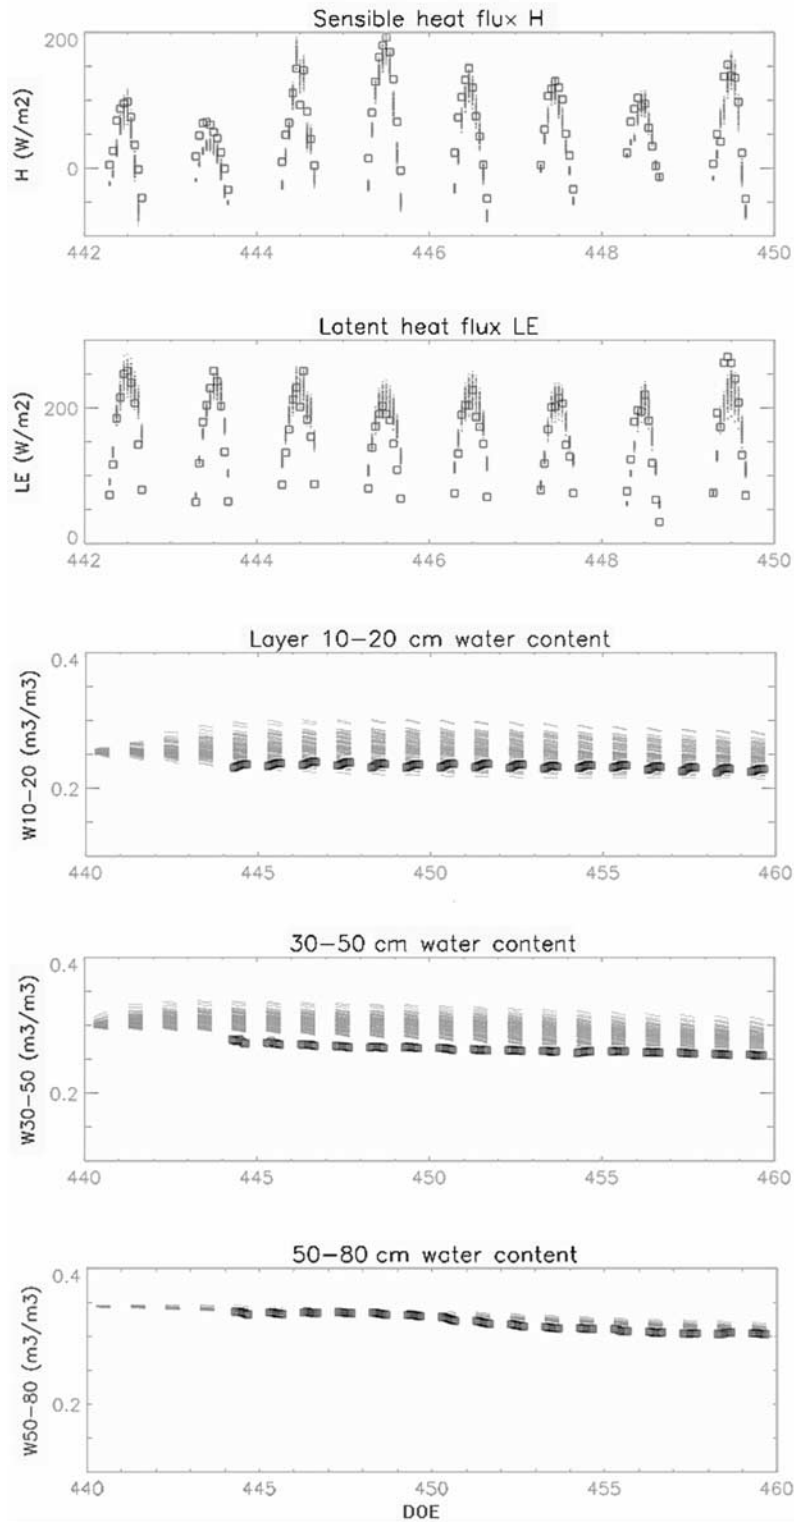 Sensible heat flux H
200
0
H (W/m2)
442 444 446 448 450
Latent heat flux LE
200
0
LE (W/m2)
442 444 446 448 450
Layer 10-20 cm water content
0.4
0.2
W10-20 (m3/m3)
440 445 450 455 460
30-50 cm water content
0.4
0.2
W30-50 (m3/m3)
440 445 450 455 460
50-80 cm water content
0.4
0.2
W50-80 (m3/m3)
440 445 450 455 460
DOE